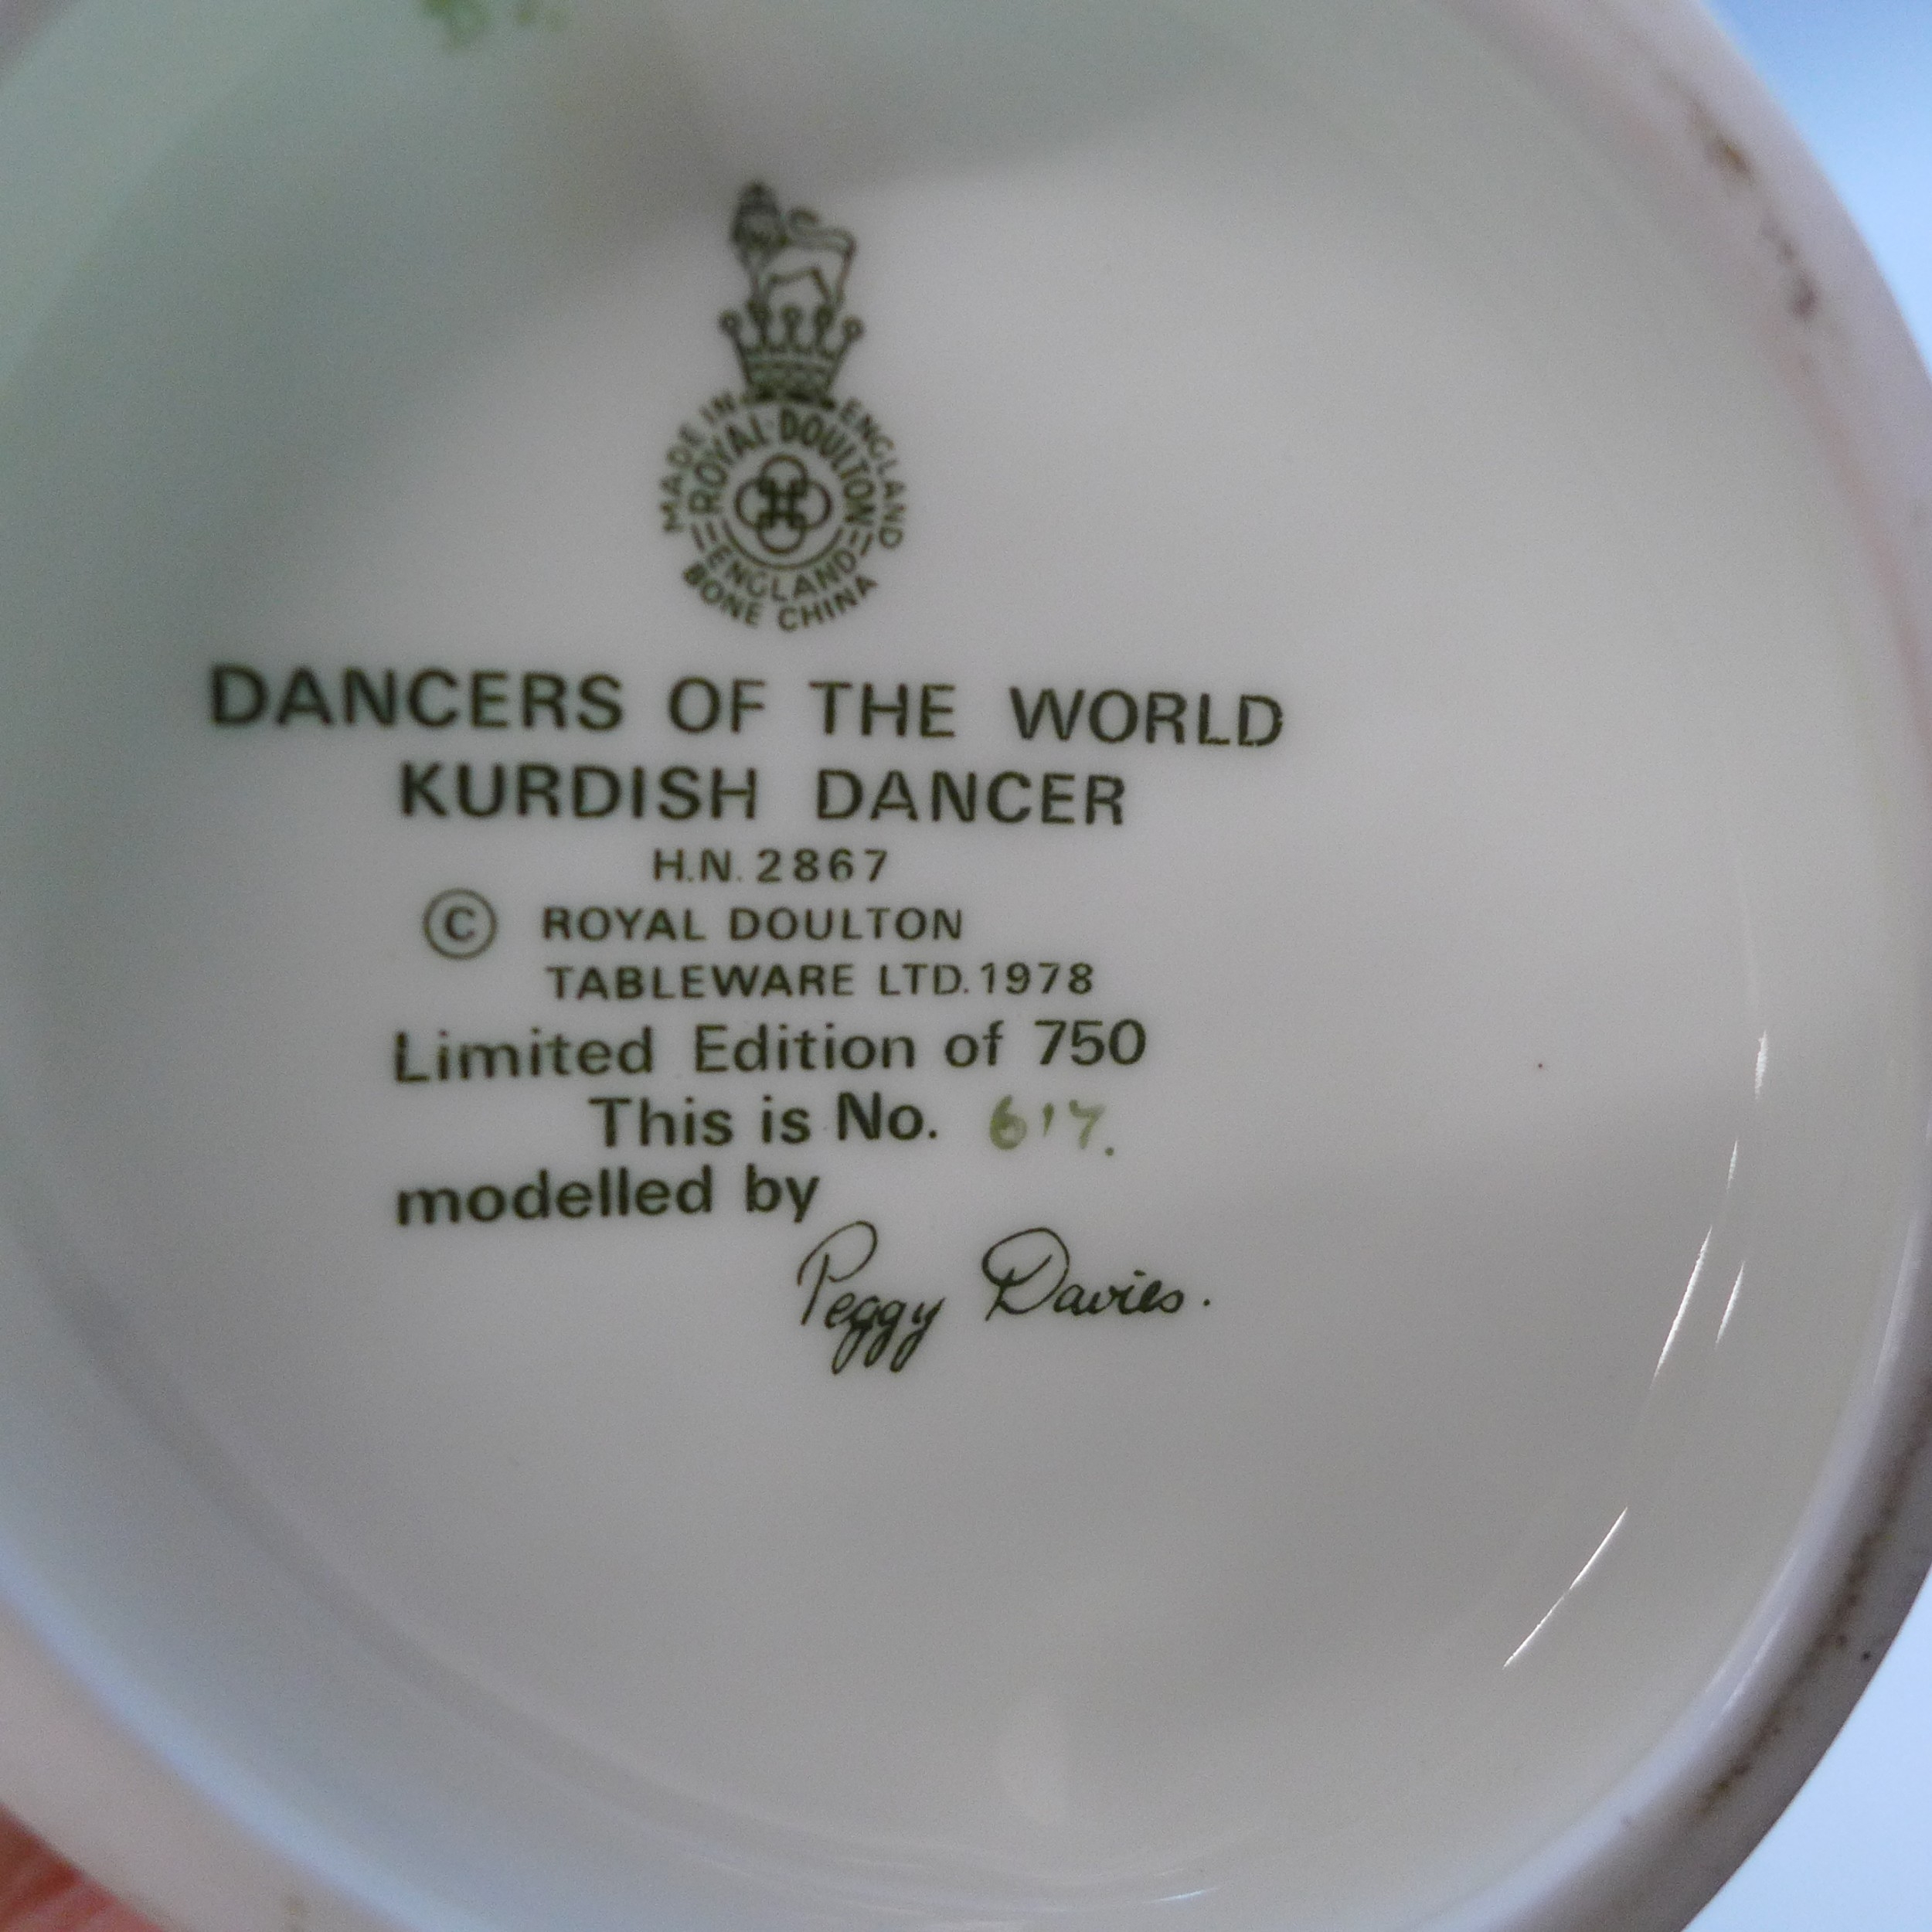 MADE IN ENGLAND
ROYAL·DOULTON
ENGLAND
BONE CHINA
DANCERS OF THE WORLD
KURDISH DANCER
H.N. 2867
© ROYAL DOULTON
TABLEWARE LTD. 1978
Limited Edition of 750
This is No. 617.
modelled by
Peggy Davies.